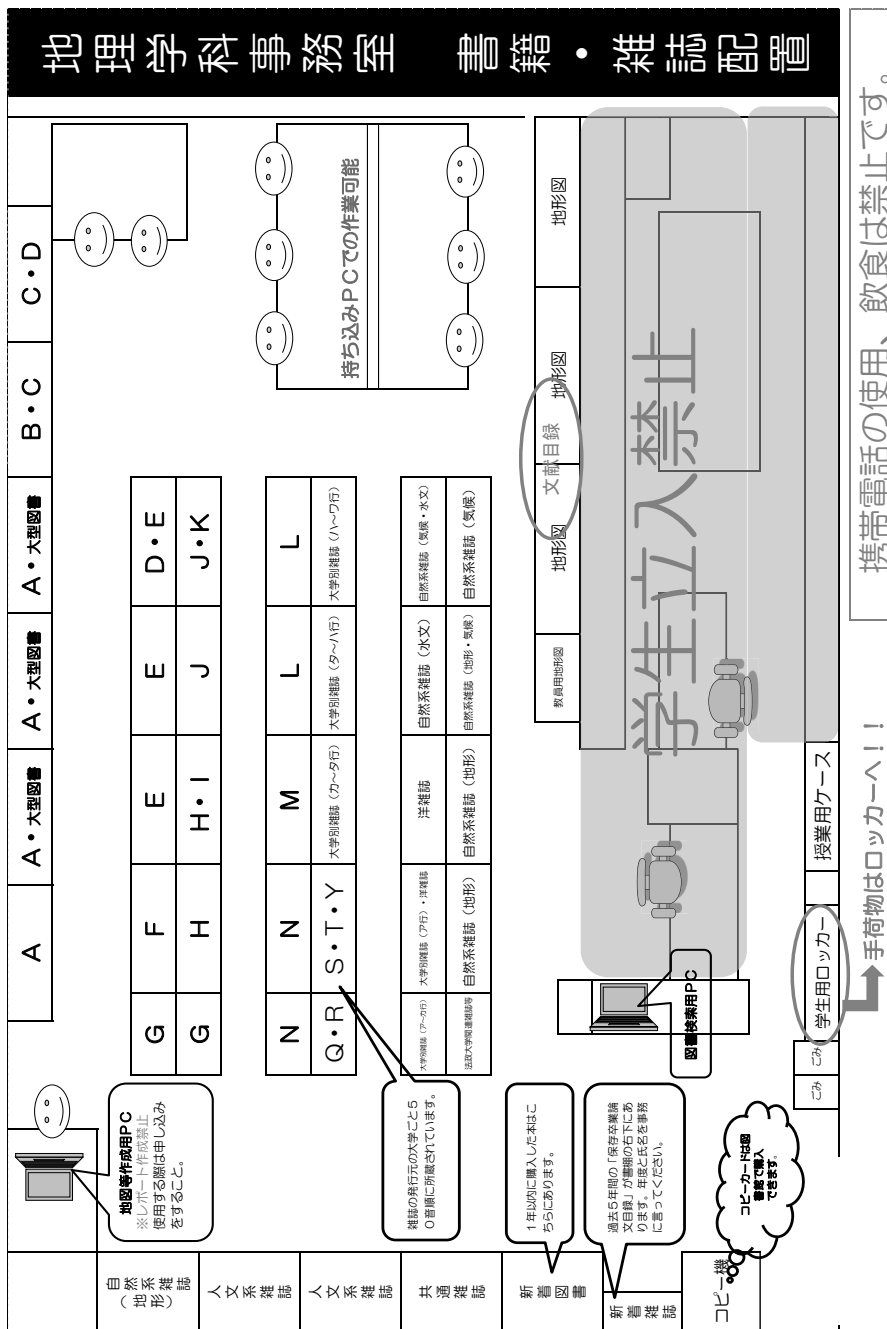 地理学科事務室 書籍・雑誌配置
A
A・大型図書
A・大型図書
A・大型図書
B・C
C・D
G
F
E
E
D・E
G
H
H・I
J
J・K
N
N
M
L
L
Q・R
S・T・Y
大学別雑誌（カ～タ行）
大学別雑誌（タ～ハ行）
大学別雑誌（ハ～ワ行）
大学別雑誌（ア～カ行）
大学別雑誌（ア行）・洋雑誌
洋雑誌
自然系雑誌（水文）
自然系雑誌（気候・水文）
法政大学関連雑誌等
自然系雑誌（地形）
自然系雑誌（地形）
自然系雑誌（地形・気候）
自然系雑誌（気候）
持ち込みＰＣでの作業可能
教員用地形図
地形図
文献目録
地形図
地形図
学生立入禁止
図書検索用PC
ごみ
ごみ
学生用ロッカー
授業用ケース
手荷物はロッカーへ！！
携帯電話の使用、飲食は禁止です。
地図等作成用ＰＣ
※レポート作成禁止
使用する際は申し込み
をすること。
雑誌の発行元の大学ごと５
０音順に所蔵されています。
１年以内に購入した本はこ
ちらにあります。
過去５年間の「保存卒業論
文目録」が書棚の右下にあ
ります。年度と氏名を事務
に言ってください。
コピーカードは図
書館で購入
できます。
自然系雑誌
（地形）
人文系雑誌
人文系雑誌
共通雑誌
新着図書
新着雑誌
コピー機